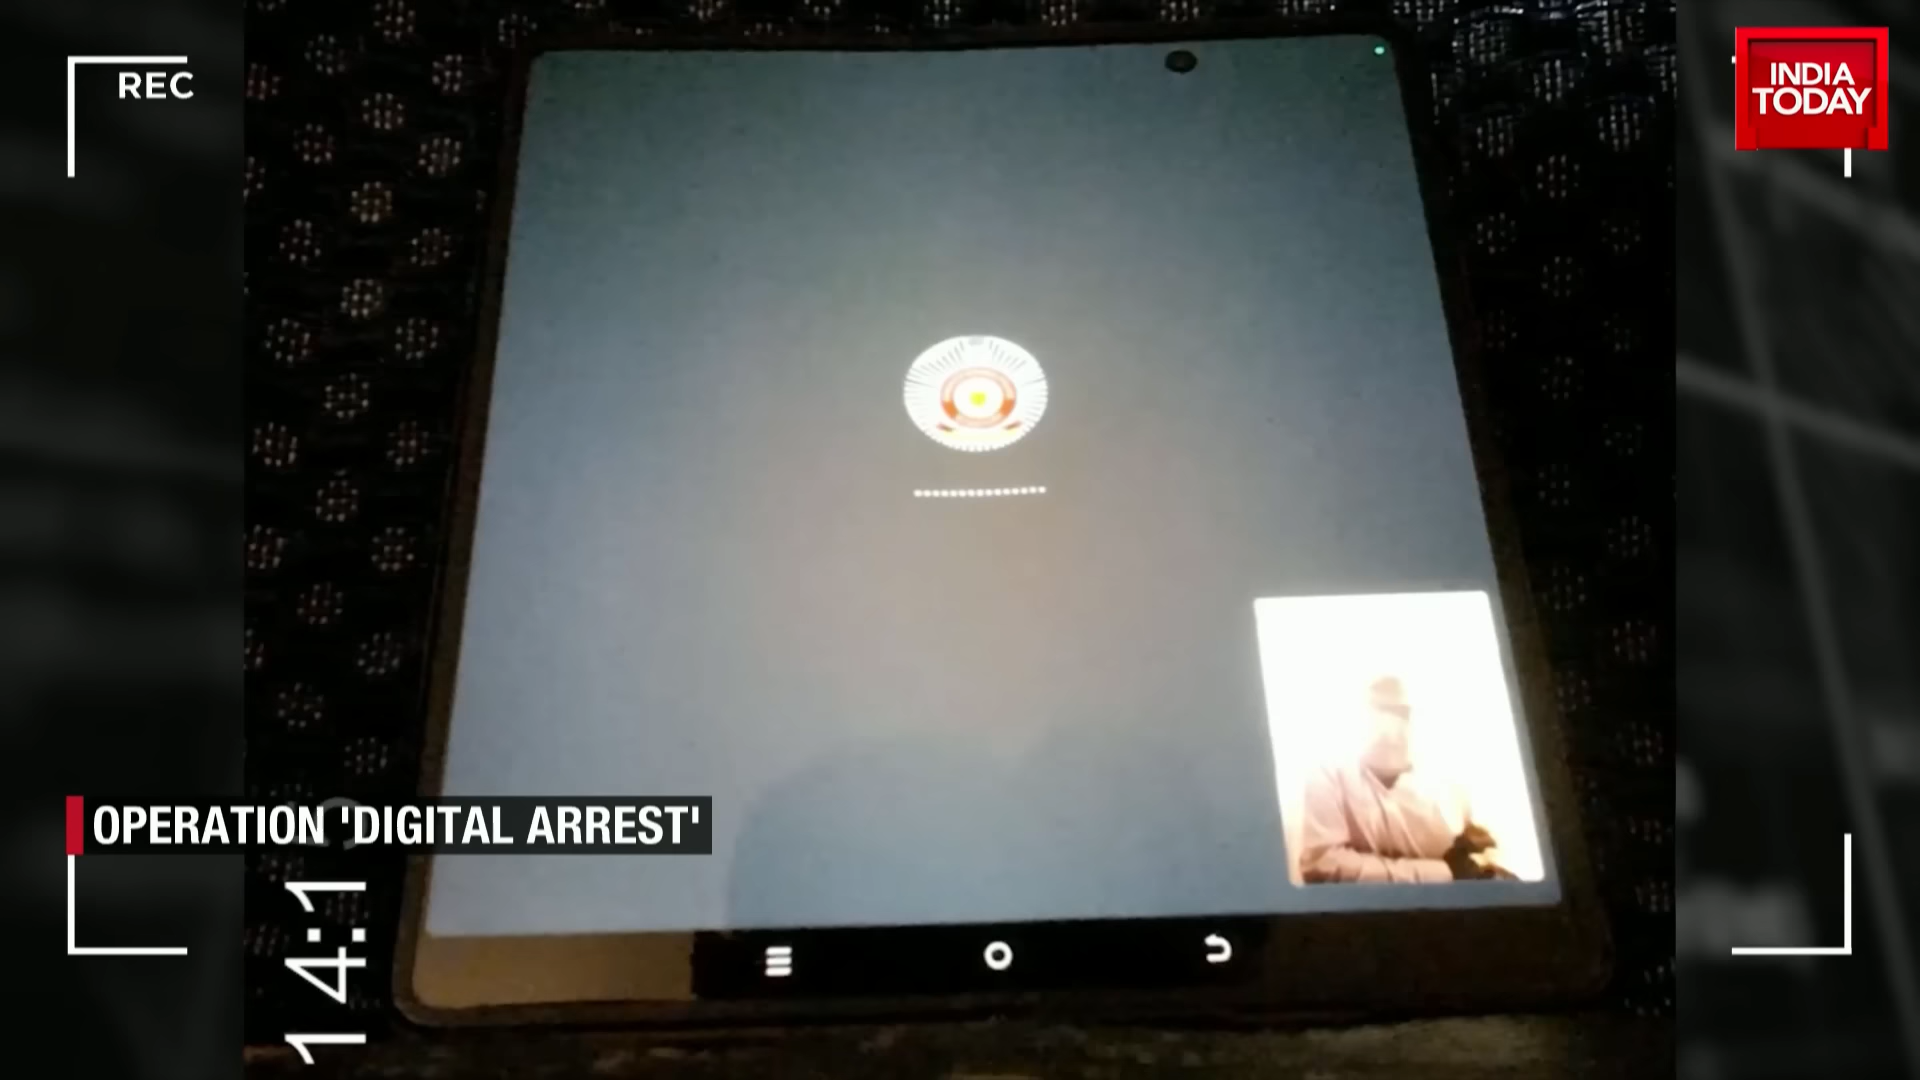 REC
INDIA
TODAY
OPERATION 'DIGITAL ARREST'
14:1